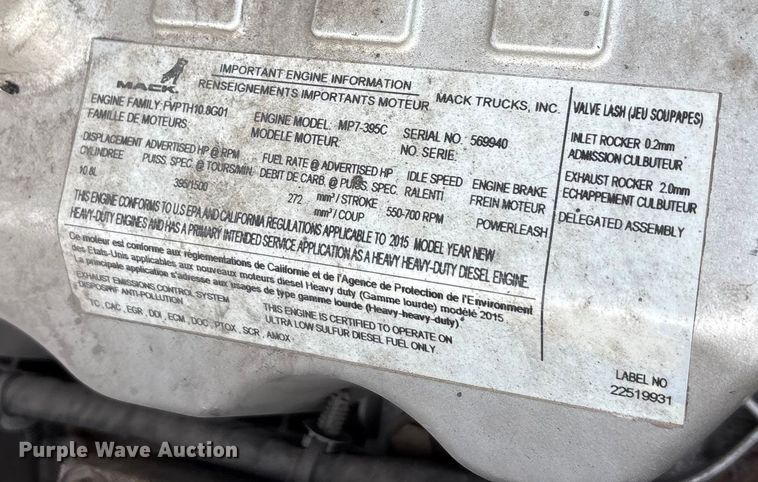 MACK
IMPORTANT ENGINE INFORMATION
RENSEIGNEMENTS IMPORTANTS MOTEUR
MACK TRUCKS, INC.
ENGINE FAMILY: FVPTH10.8G01
FAMILLE DE MOTEURS
ENGINE MODEL: MP7-395C
MODELE MOTEUR
SERIAL NO. 569940
NO. SERIE.
DISPLACEMENT
CYLINDREE
10.8L
ADVERTISED HP @ RPM
PUISS SPEC @ TOURSMIN.
395/1500
FUEL RATE @ ADVERTISED HP
DEBIT DE CARB. @ PUISS SPEC.
272 mm³ / STROKE
mm³ / COUP
IDLE SPEED
RALENTI
550-700 RPM
ENGINE BRAKE
FREIN MOTEUR
POWERLEASH
THIS ENGINE CONFORMS TO U.S EPA AND CALIFORNIA REGULATIONS APPLICABLE TO 2015 MODEL YEAR NEW
HEAVY-DUTY ENGINES AND HAS A PRIMARY INTENDED SERVICE APPLICATION AS A HEAVY HEAVY-DUTY DIESEL ENGINE.
Ce moteur est conforme aux réglementations de Californie et de l'Agence de Protection de l'Environment
des Etats-Unis applicables aux nouveaux moteurs diesel Heavy duty (Gamme lourde) modèlé 2015.
La principale application s'adresse aux usages de type gamme lourde (Heavy-heavy-duty)
EXHAUST EMISSIONS CONTROL SYSTEM
DISPOSITIF ANTI-POLLUTION
TC, CAC, EGR, DDI, ECM, DOC, PTOX, SCR, AMOX
THIS ENGINE IS CERTIFIED TO OPERATE ON
ULTRA LOW SULFUR DIESEL FUEL ONLY.
VALVE LASH (JEU SOUPAPES)
INLET ROCKER 0.2mm
ADMISSION CULBUTEUR
EXHAUST ROCKER 2.0mm
ECHAPPEMENT CULBUTEUR
DELEGATED ASSEMBLY
LABEL NO
22519931
Purple Wave Auction